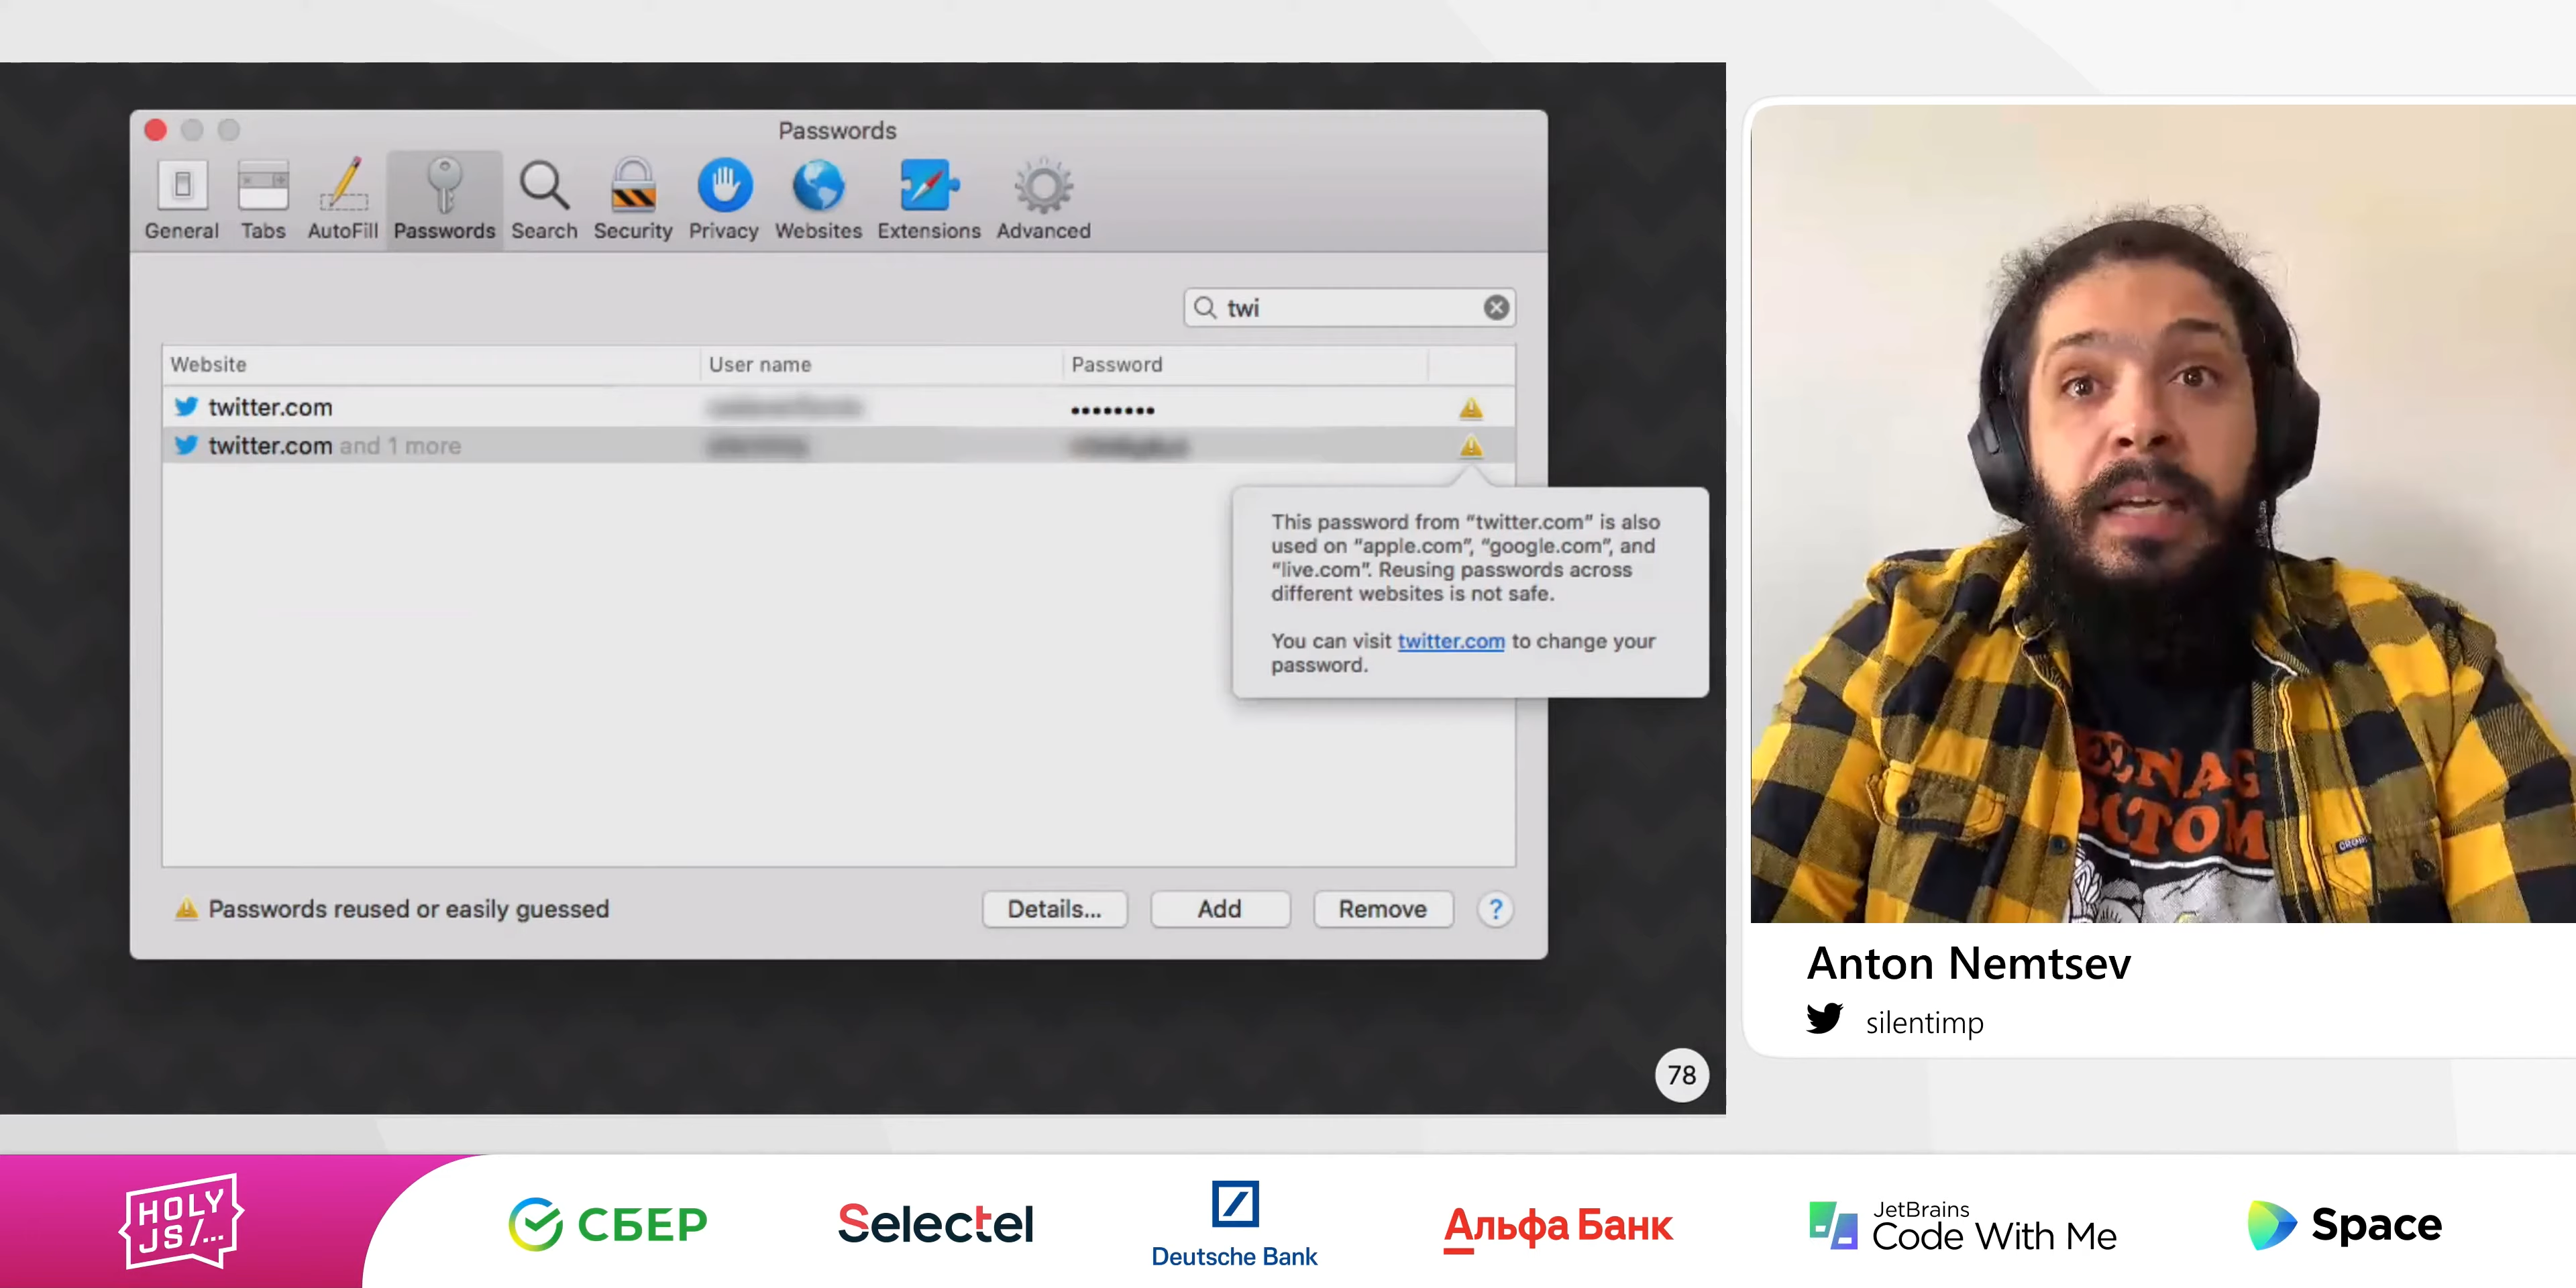 Passwords
General Tabs AutoFill Passwords Search Security Privacy Websites Extensions Advanced
twi
Website User name Password
twitter.com
twitter.com and 1 more
This password from “twitter.com” is also
used on “apple.com”, “google.com”, and
“live.com”. Reusing passwords across
different websites is not safe.
You can visit twitter.com to change your
password.
Passwords reused or easily guessed
Details... Add Remove ?
78
Anton Nemtsev
silentimp
HOLY
JS/...
СБЕР
Selectel
Deutsche Bank
Альфа Банк
JetBrains
Code With Me
Space